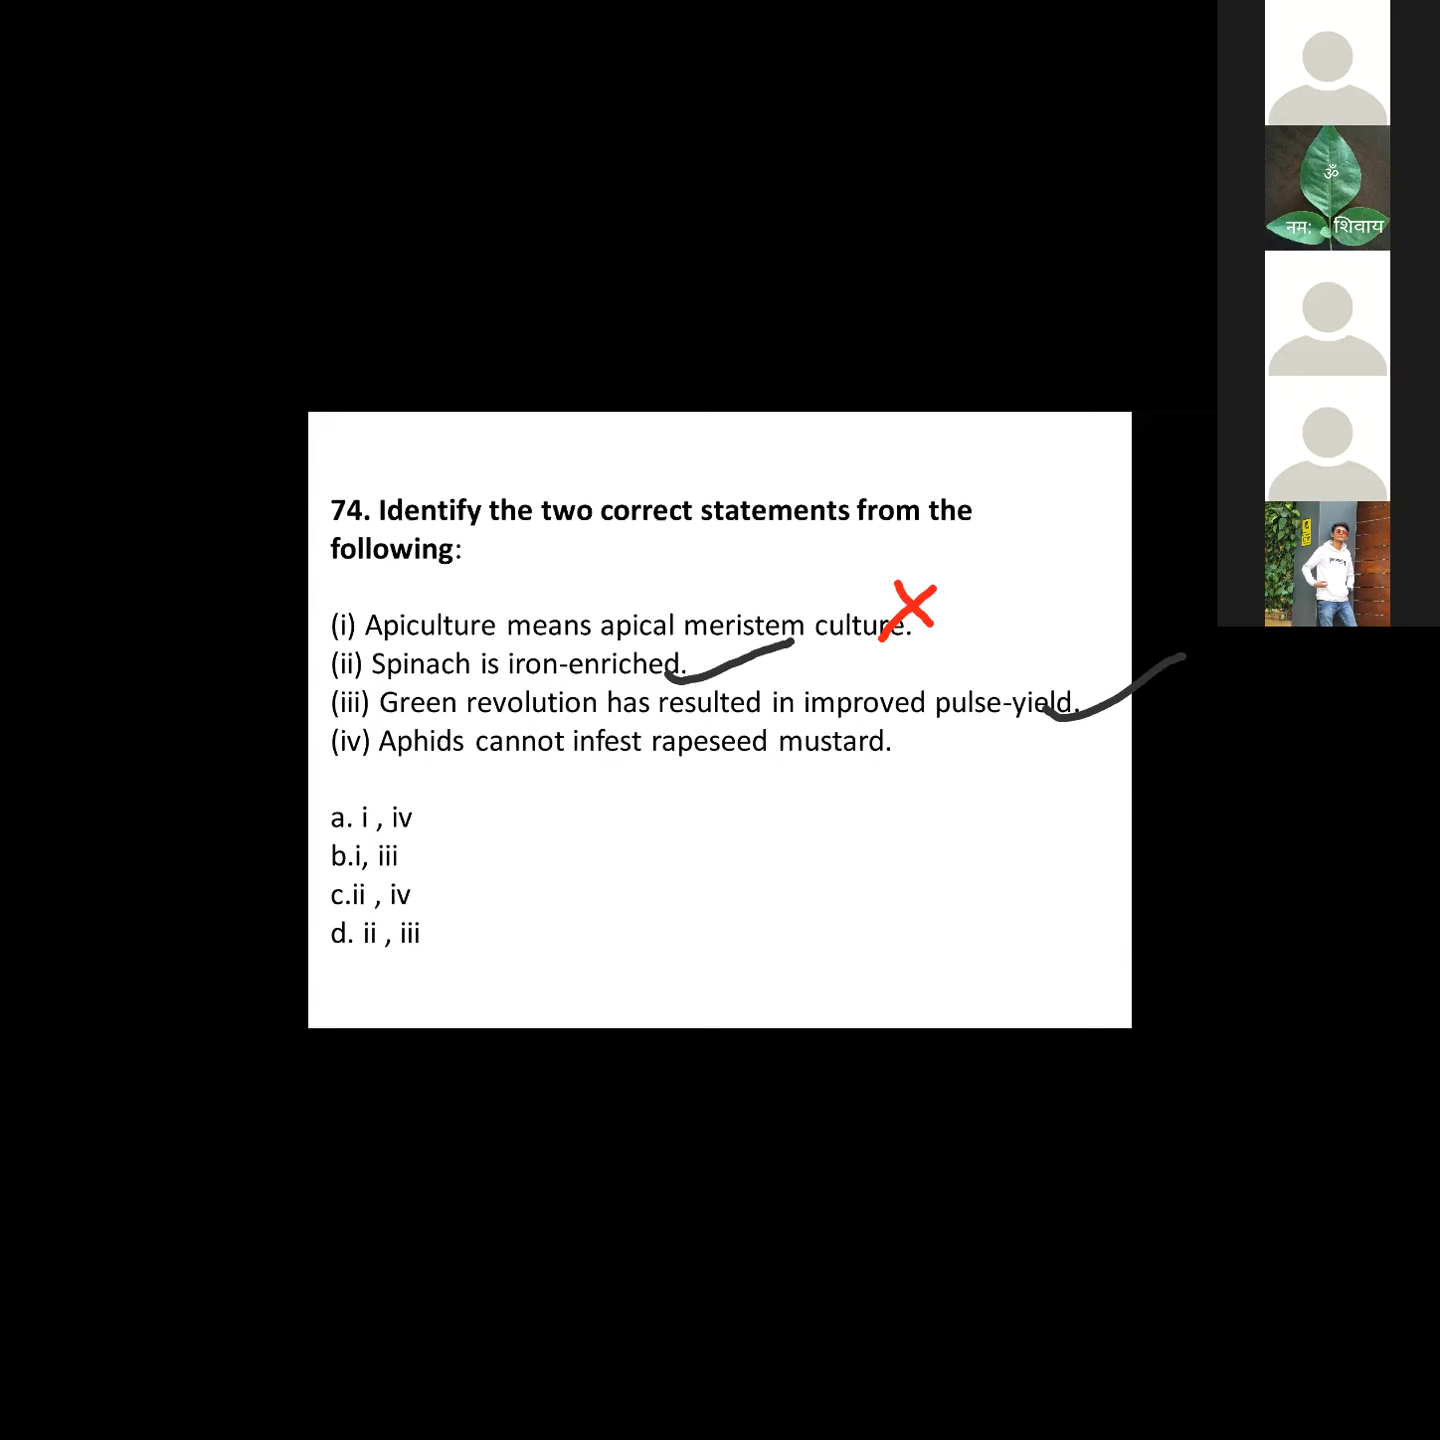 74. Identify the two correct statements from the
following:
(i) Apiculture means apical meristem culture.
(ii) Spinach is iron-enriched.
(iii) Green revolution has resulted in improved pulse-yield.
(iv) Aphids cannot infest rapeseed mustard.
a. i , iv
b.i, iii
c.ii , iv
d. ii , iii
ॐ
नम: शिवाय